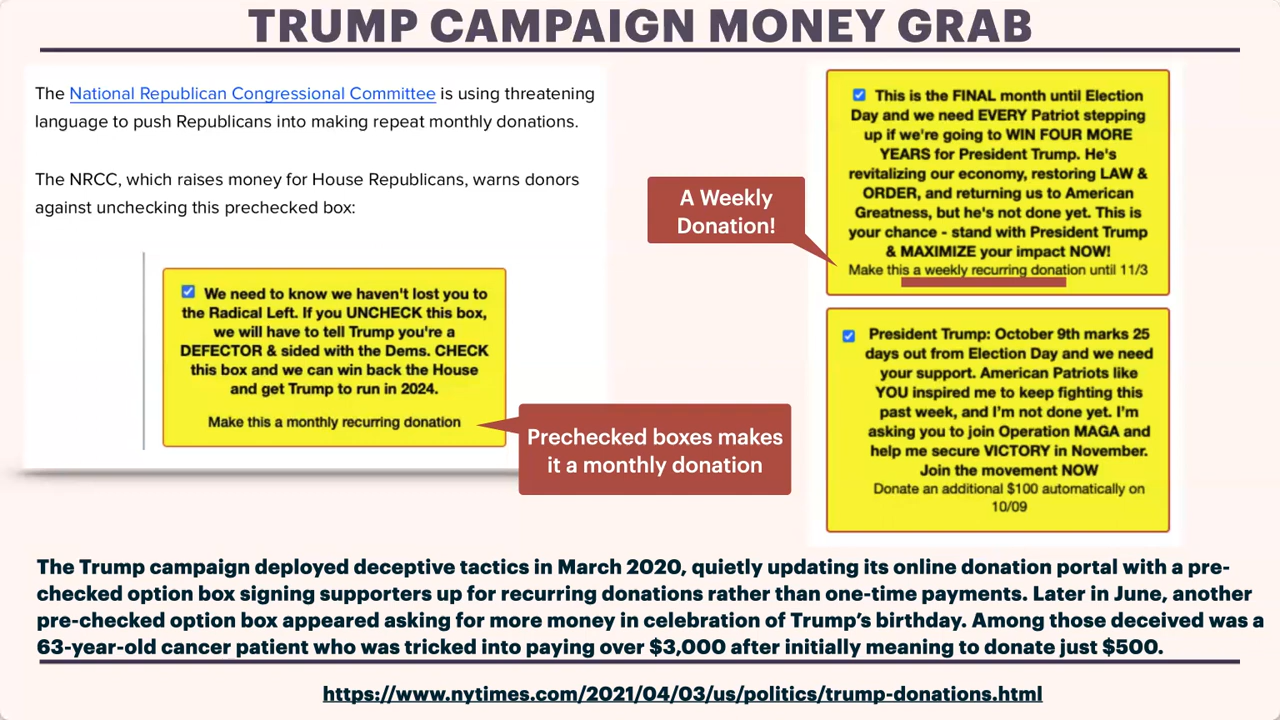 TRUMP CAMPAIGN MONEY GRAB
The National Republican Congressional Committee is using threatening
language to push Republicans into making repeat monthly donations.
The NRCC, which raises money for House Republicans, warns donors
against unchecking this prechecked box:
We need to know we haven't lost you to
the Radical Left. If you UNCHECK this box,
we will have to tell Trump you're a
DEFECTOR & sided with the Dems. CHECK
this box and we can win back the House
and get Trump to run in 2024.
Make this a monthly recurring donation
Prechecked boxes makes
it a monthly donation
A Weekly
Donation!
This is the FINAL month until Election
Day and we need EVERY Patriot stepping
up if we're going to WIN FOUR MORE
YEARS for President Trump. He's
revitalizing our economy, restoring LAW &
ORDER, and returning us to American
Greatness, but he's not done yet. This is
your chance - stand with President Trump
& MAXIMIZE your impact NOW!
Make this a weekly recurring donation until 11/3
President Trump: October 9th marks 25
days out from Election Day and we need
your support. American Patriots like
YOU inspired me to keep fighting this
past week, and I'm not done yet. I'm
asking you to join Operation MAGA and
help me secure VICTORY in November.
Join the movement NOW
Donate an additional $100 automatically on
10/09
The Trump campaign deployed deceptive tactics in March 2020, quietly updating its online donation portal with a pre-
checked option box signing supporters up for recurring donations rather than one-time payments. Later in June, another
pre-checked option box appeared asking for more money in celebration of Trump's birthday. Among those deceived was a
63-year-old cancer patient who was tricked into paying over $3,000 after initially meaning to donate just $500.
https://www.nytimes.com/2021/04/03/us/politics/trump-donations.html